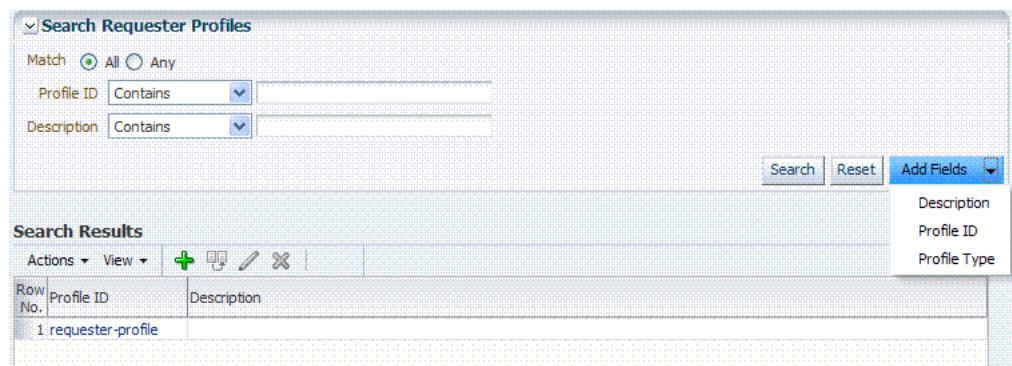 Search Requester Profiles
Match All Any
Profile ID Contains
Description Contains
Search Reset Add Fields
Description
Profile ID
Profile Type
Search Results
Actions View
Row No. Profile ID Description
1 requester-profile